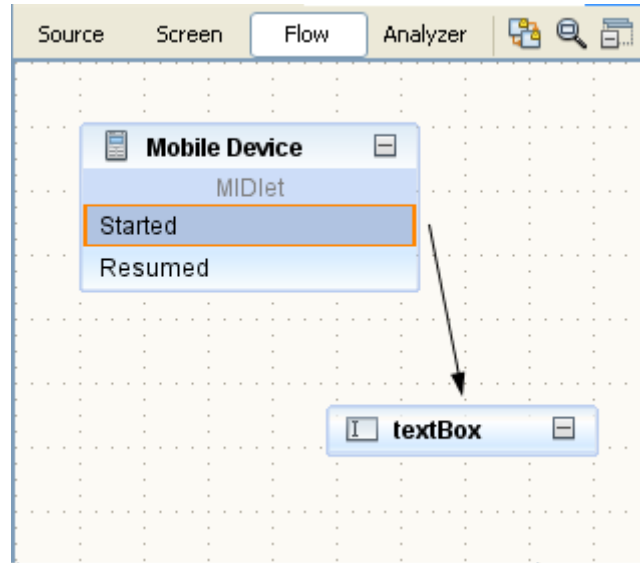 Source Screen Flow Analyzer
Mobile Device
MIDlet
Started
Resumed
textBox